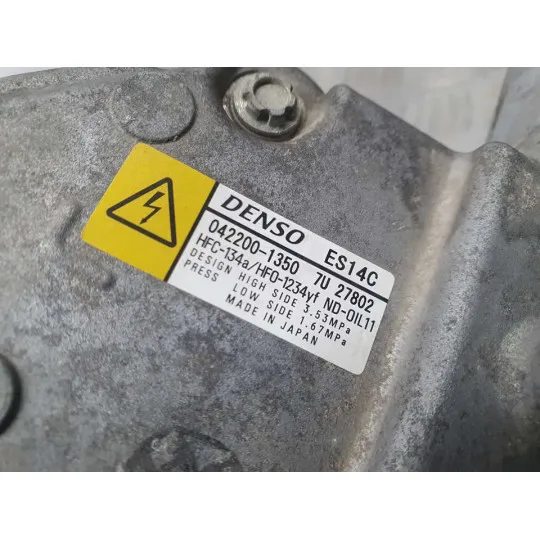 DENSO ES14C
042200-1350 7U 27802
HFC-134a/HFO-1234yf ND-OIL11
DESIGN HIGH SIDE 3.53MPa
PRESS LOW SIDE 1.67MPa
MADE IN JAPAN